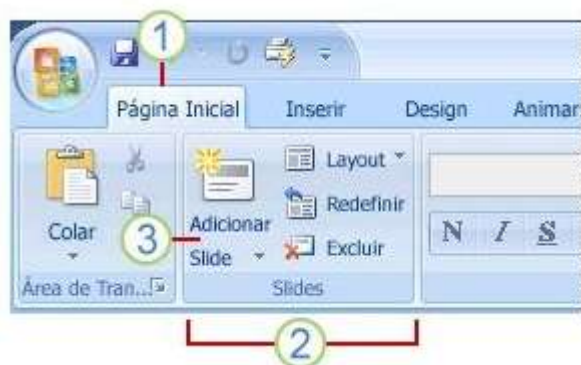 1
Página Inicial Inserir Design Animar
Layout
Redefinir
Colar
3
Adicionar
Slide
Excluir
N I S
Área de Tran... Slides
2